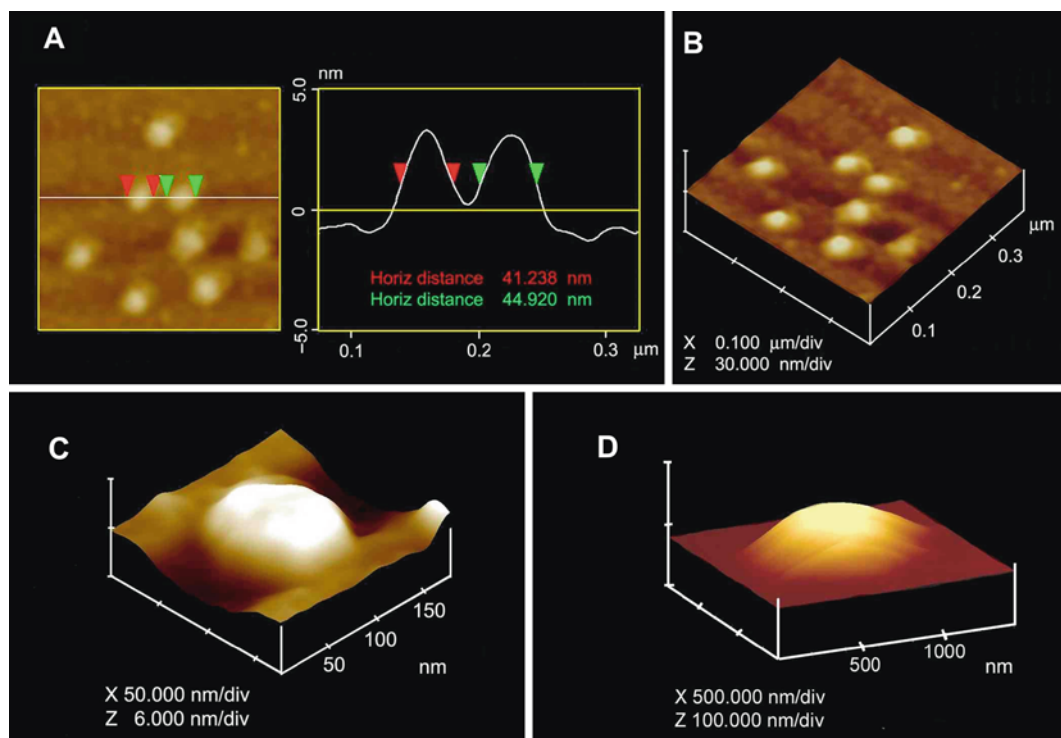 A
nm
5.0
0
−5.0
Horiz distance 41.238 nm
Horiz distance 44.920 nm
0.1 0.2 0.3
μm
B
μm
0.3
0.2
0.1
X 0.100 μm/div
Z 30.000 nm/div
C
150
100
50
nm
X 50.000 nm/div
Z 6.000 nm/div
D
500 1000 nm
X 500.000 nm/div
Z 100.000 nm/div